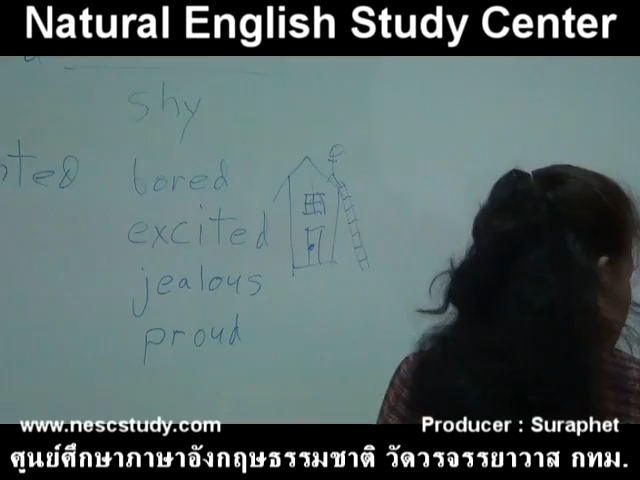 Natural English Study Center
shy
bored
excited
jealous
proud
www.nescstudy.com Producer : Suraphet
ศูนย์ศึกษาภาษาอังกฤษธรรมชาติ วัดวรจรรยาวาส กทม.